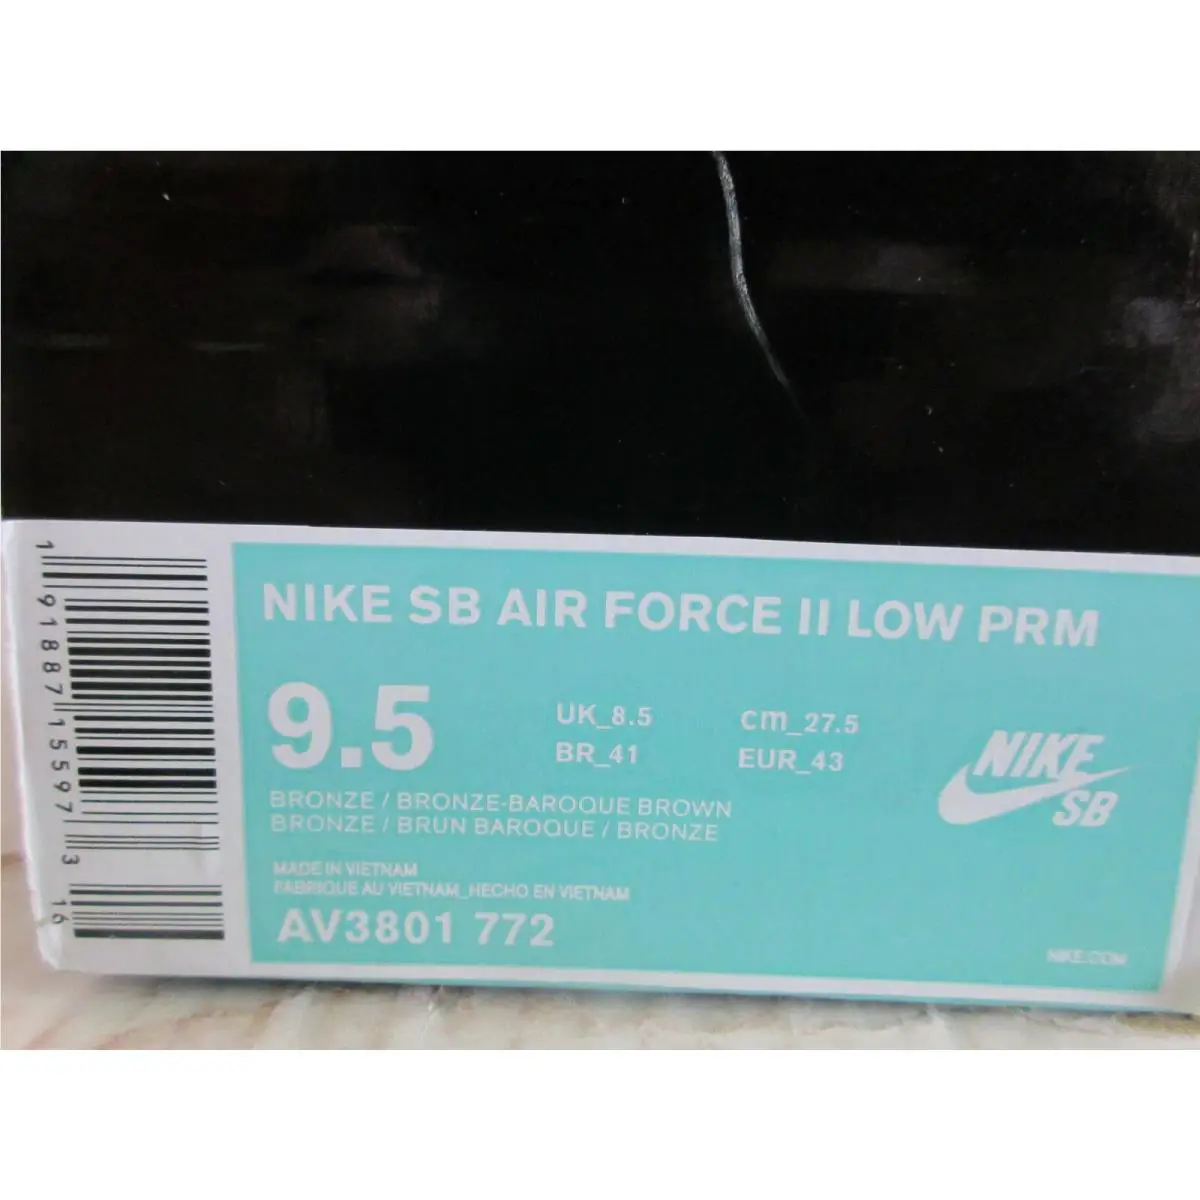 NIKE SB AIR FORCE II LOW PRM
9.5
UK_8.5 cm_27.5
BR_41 EUR_43
BRONZE / BRONZE-BAROQUE BROWN
BRONZE / BRUN BAROQUE / BRONZE
MADE IN VIETNAM
FABRIQUE AU VIETNAM_HECHO EN VIETNAM
AV3801 772
NIKE
SB
NIKE.COM
1 91887 15597 3 16